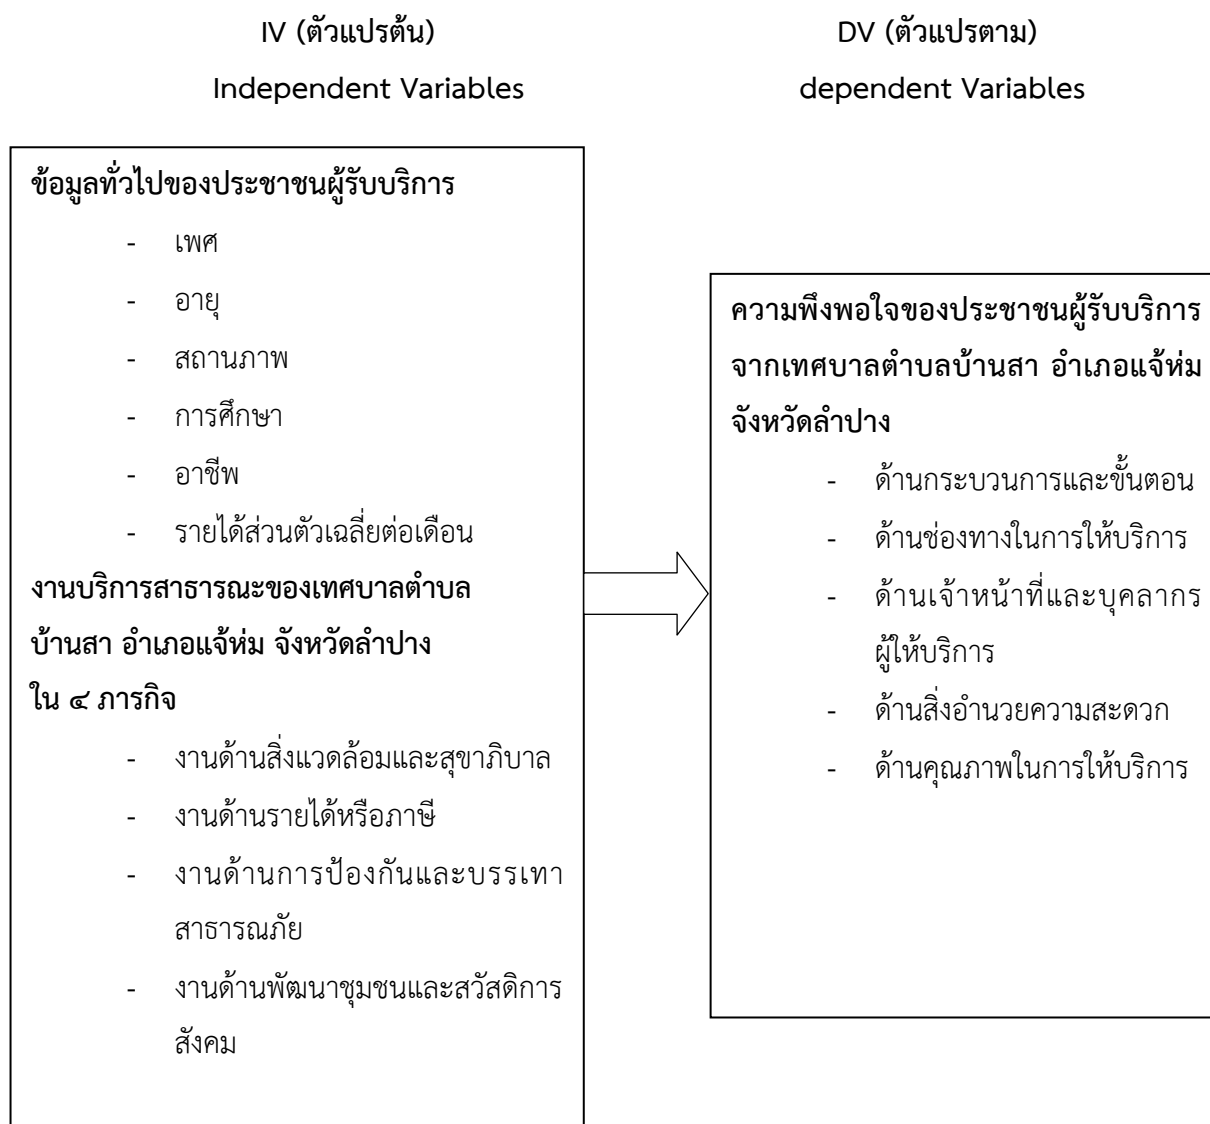 IV (ตัวแปรต้น)
Independent Variables
DV (ตัวแปรตาม)
dependent Variables
ข้อมูลทั่วไปของประชาชนผู้รับบริการ
- เพศ
- อายุ
- สถานภาพ
- การศึกษา
- อาชีพ
- รายได้ส่วนตัวเฉลี่ยต่อเดือน
งานบริการสาธารณะของเทศบาลตำบล
บ้านสา อำเภอแจ้ห่ม จังหวัดลำปาง
ใน ๔ ภารกิจ
- งานด้านสิ่งแวดล้อมและสุขาภิบาล
- งานด้านรายได้หรือภาษี
- งานด้านการป้องกันและบรรเทา
สาธารณภัย
- งานด้านพัฒนาชุมชนและสวัสดิการ
สังคม
ความพึงพอใจของประชาชนผู้รับบริการ
จากเทศบาลตำบลบ้านสา อำเภอแจ้ห่ม
จังหวัดลำปาง
- ด้านกระบวนการและขั้นตอน
- ด้านช่องทางในการให้บริการ
- ด้านเจ้าหน้าที่และบุคลากร
ผู้ให้บริการ
- ด้านสิ่งอำนวยความสะดวก
- ด้านคุณภาพในการให้บริการ